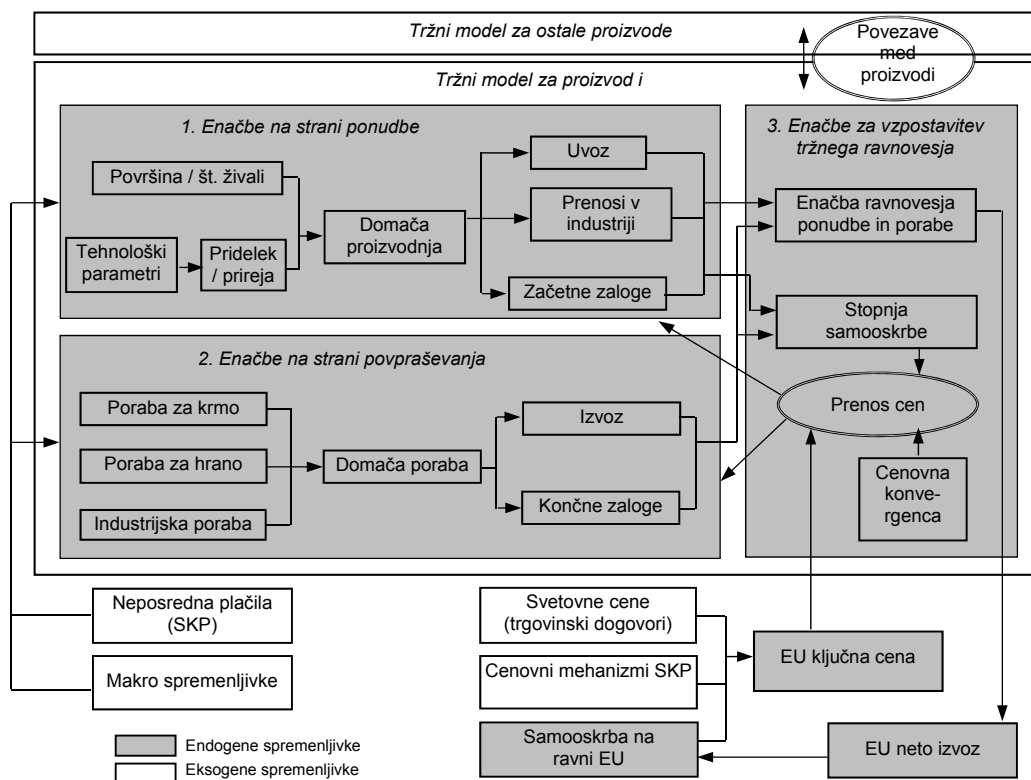 Tržni model za ostale proizvode
Povezave
med
proizvodi
Tržni model za proizvod i
1. Enačbe na strani ponudbe
Površina / št. živali
Tehnološki
parametri
Pridelek
/ prireja
Domača
proizvodnja
Uvoz
Prenosi v
industriji
Začetne zaloge
2. Enačbe na strani povpraševanja
Poraba za krmo
Poraba za hrano
Industrijska poraba
Domača poraba
Izvoz
Končne zaloge
3. Enačbe za vzpostavitev
tržnega ravnovesja
Enačba ravnovesja
ponudbe in porabe
Stopnja
samooskrbe
Prenos cen
Cenovna
konve-
rgenca
Neposredna plačila
(SKP)
Makro spremenljivke
Svetovne cene
(trgovinski dogovori)
Cenovni mehanizmi SKP
Samooskrba na
ravni EU
EU ključna cena
EU neto izvoz
Endogene spremenljivke
Eksogene spremenljivke